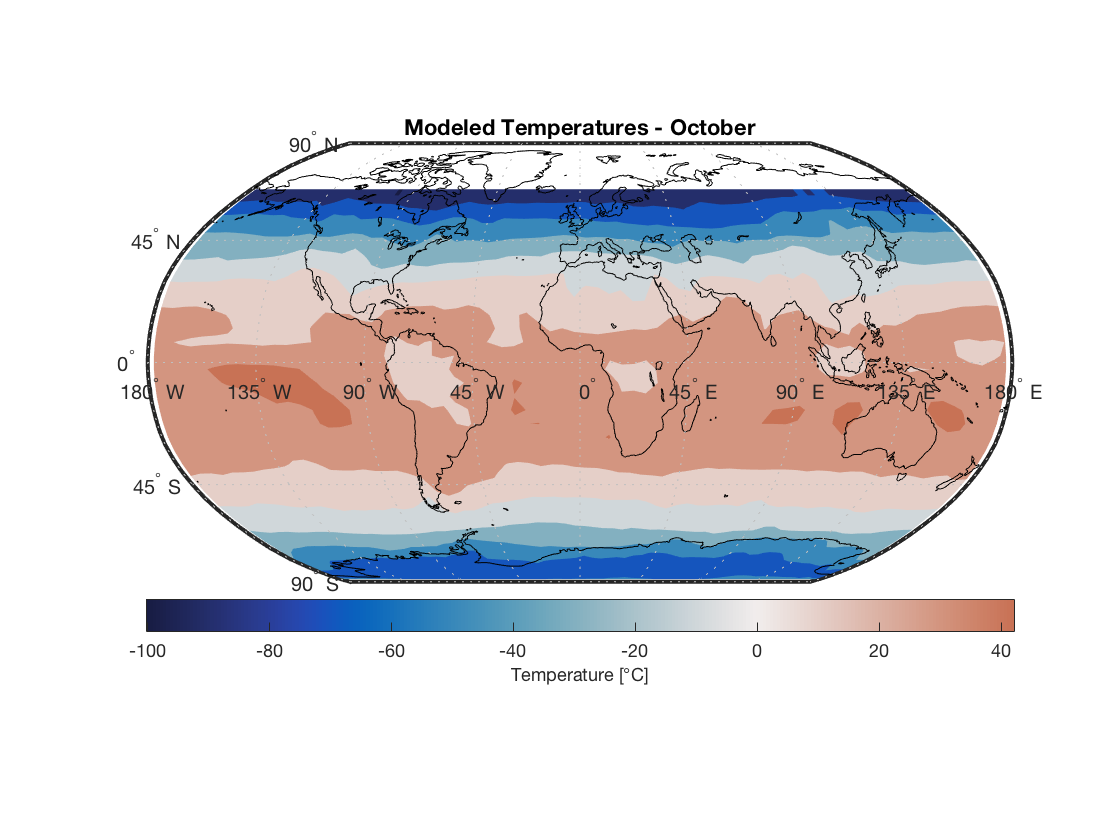 Modeled Temperatures - October
90° N
45° N
0°
180° W 135° W 90° W 45° W 0° 45° E 90° E 135° E 180° E
45° S
90° S
-100 -80 -60 -40 -20 0 20 40
Temperature [°C]